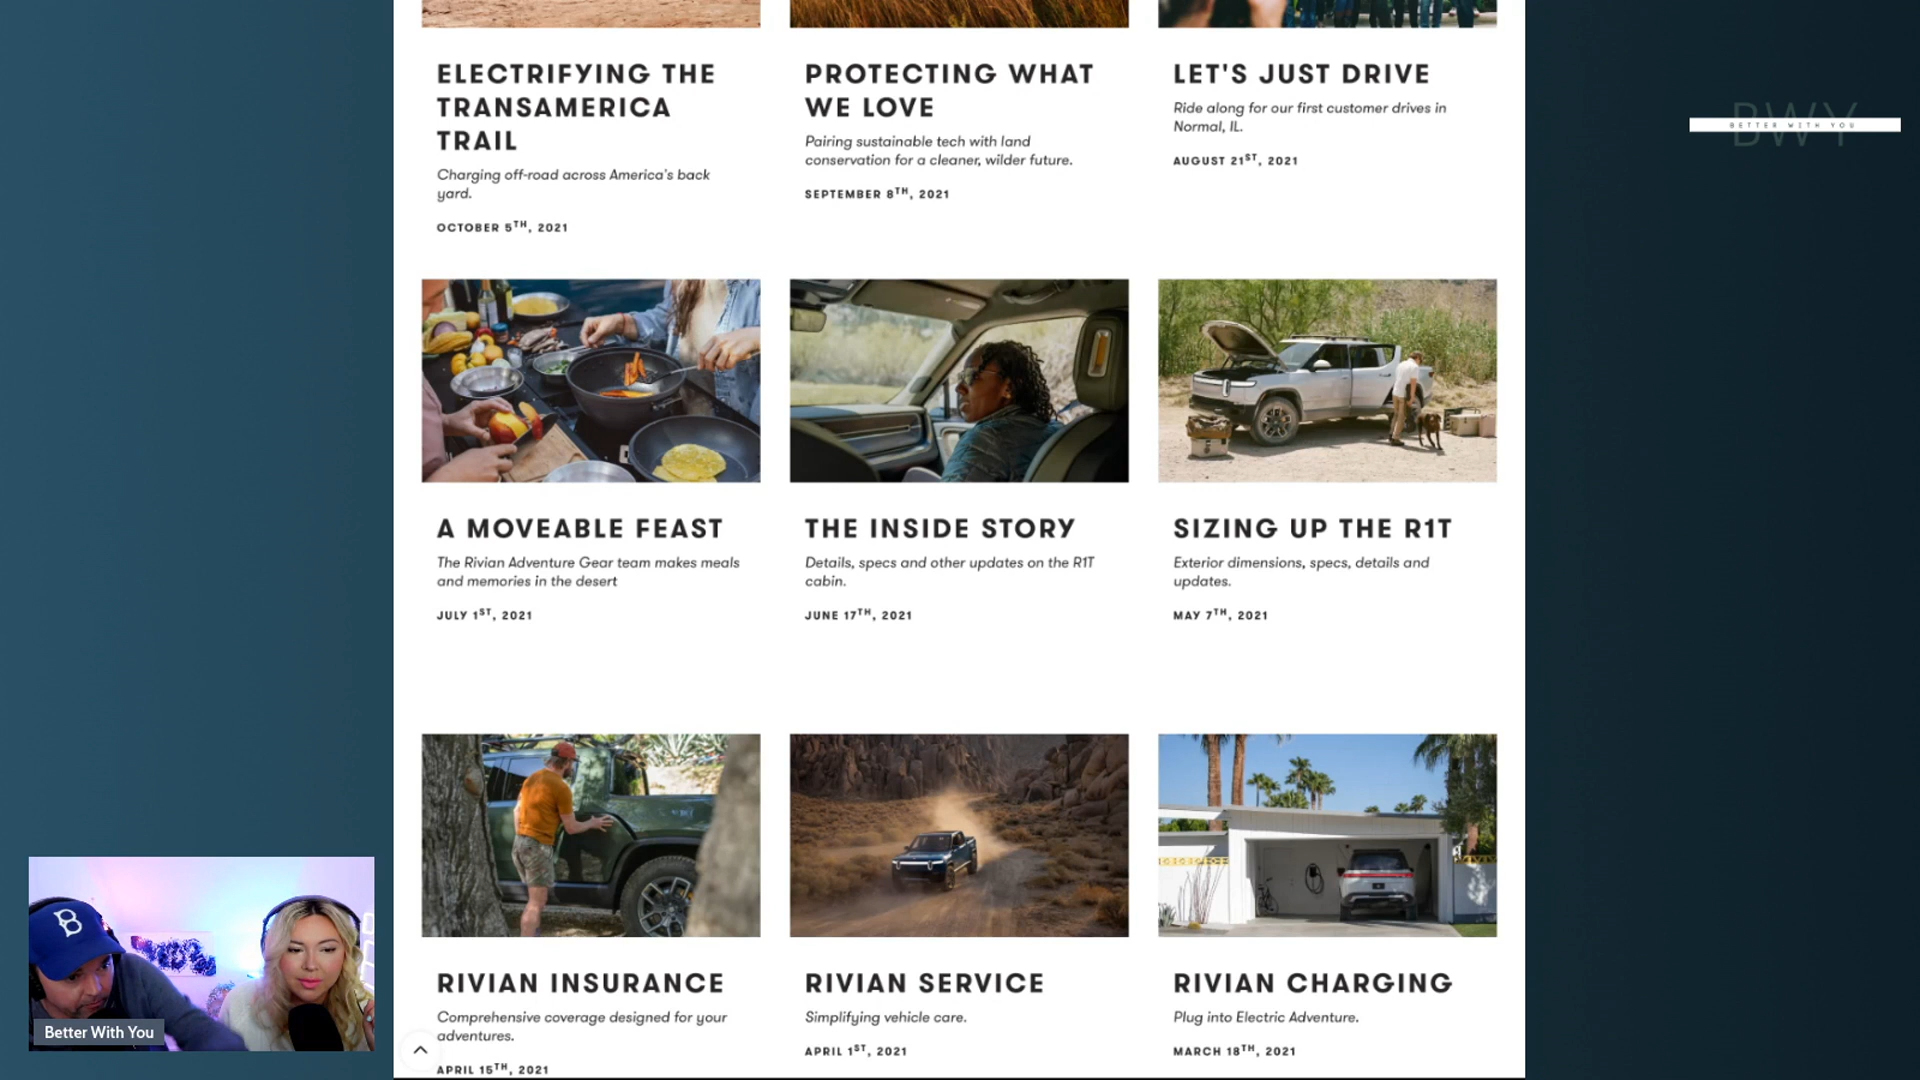 ELECTRIFYING THE
TRANSAMERICA
TRAIL
Charging off-road across America's back
yard.
OCTOBER 5TH, 2021
PROTECTING WHAT
WE LOVE
Pairing sustainable tech with land
conservation for a cleaner, wilder future.
SEPTEMBER 8TH, 2021
LET'S JUST DRIVE
Ride along for our first customer drives in
Normal, IL.
AUGUST 21ST, 2021
BWY
BETTER WITH YOU
A MOVEABLE FEAST
The Rivian Adventure Gear team makes meals
and memories in the desert
JULY 1ST, 2021
THE INSIDE STORY
Details, specs and other updates on the R1T
cabin.
JUNE 17TH, 2021
SIZING UP THE R1T
Exterior dimensions, specs, details and
updates.
MAY 7TH, 2021
RIVIAN INSURANCE
Comprehensive coverage designed for your
adventures.
APRIL 15TH, 2021
RIVIAN SERVICE
Simplifying vehicle care.
APRIL 1ST, 2021
RIVIAN CHARGING
Plug into Electric Adventure.
MARCH 18TH, 2021
B
Better With You